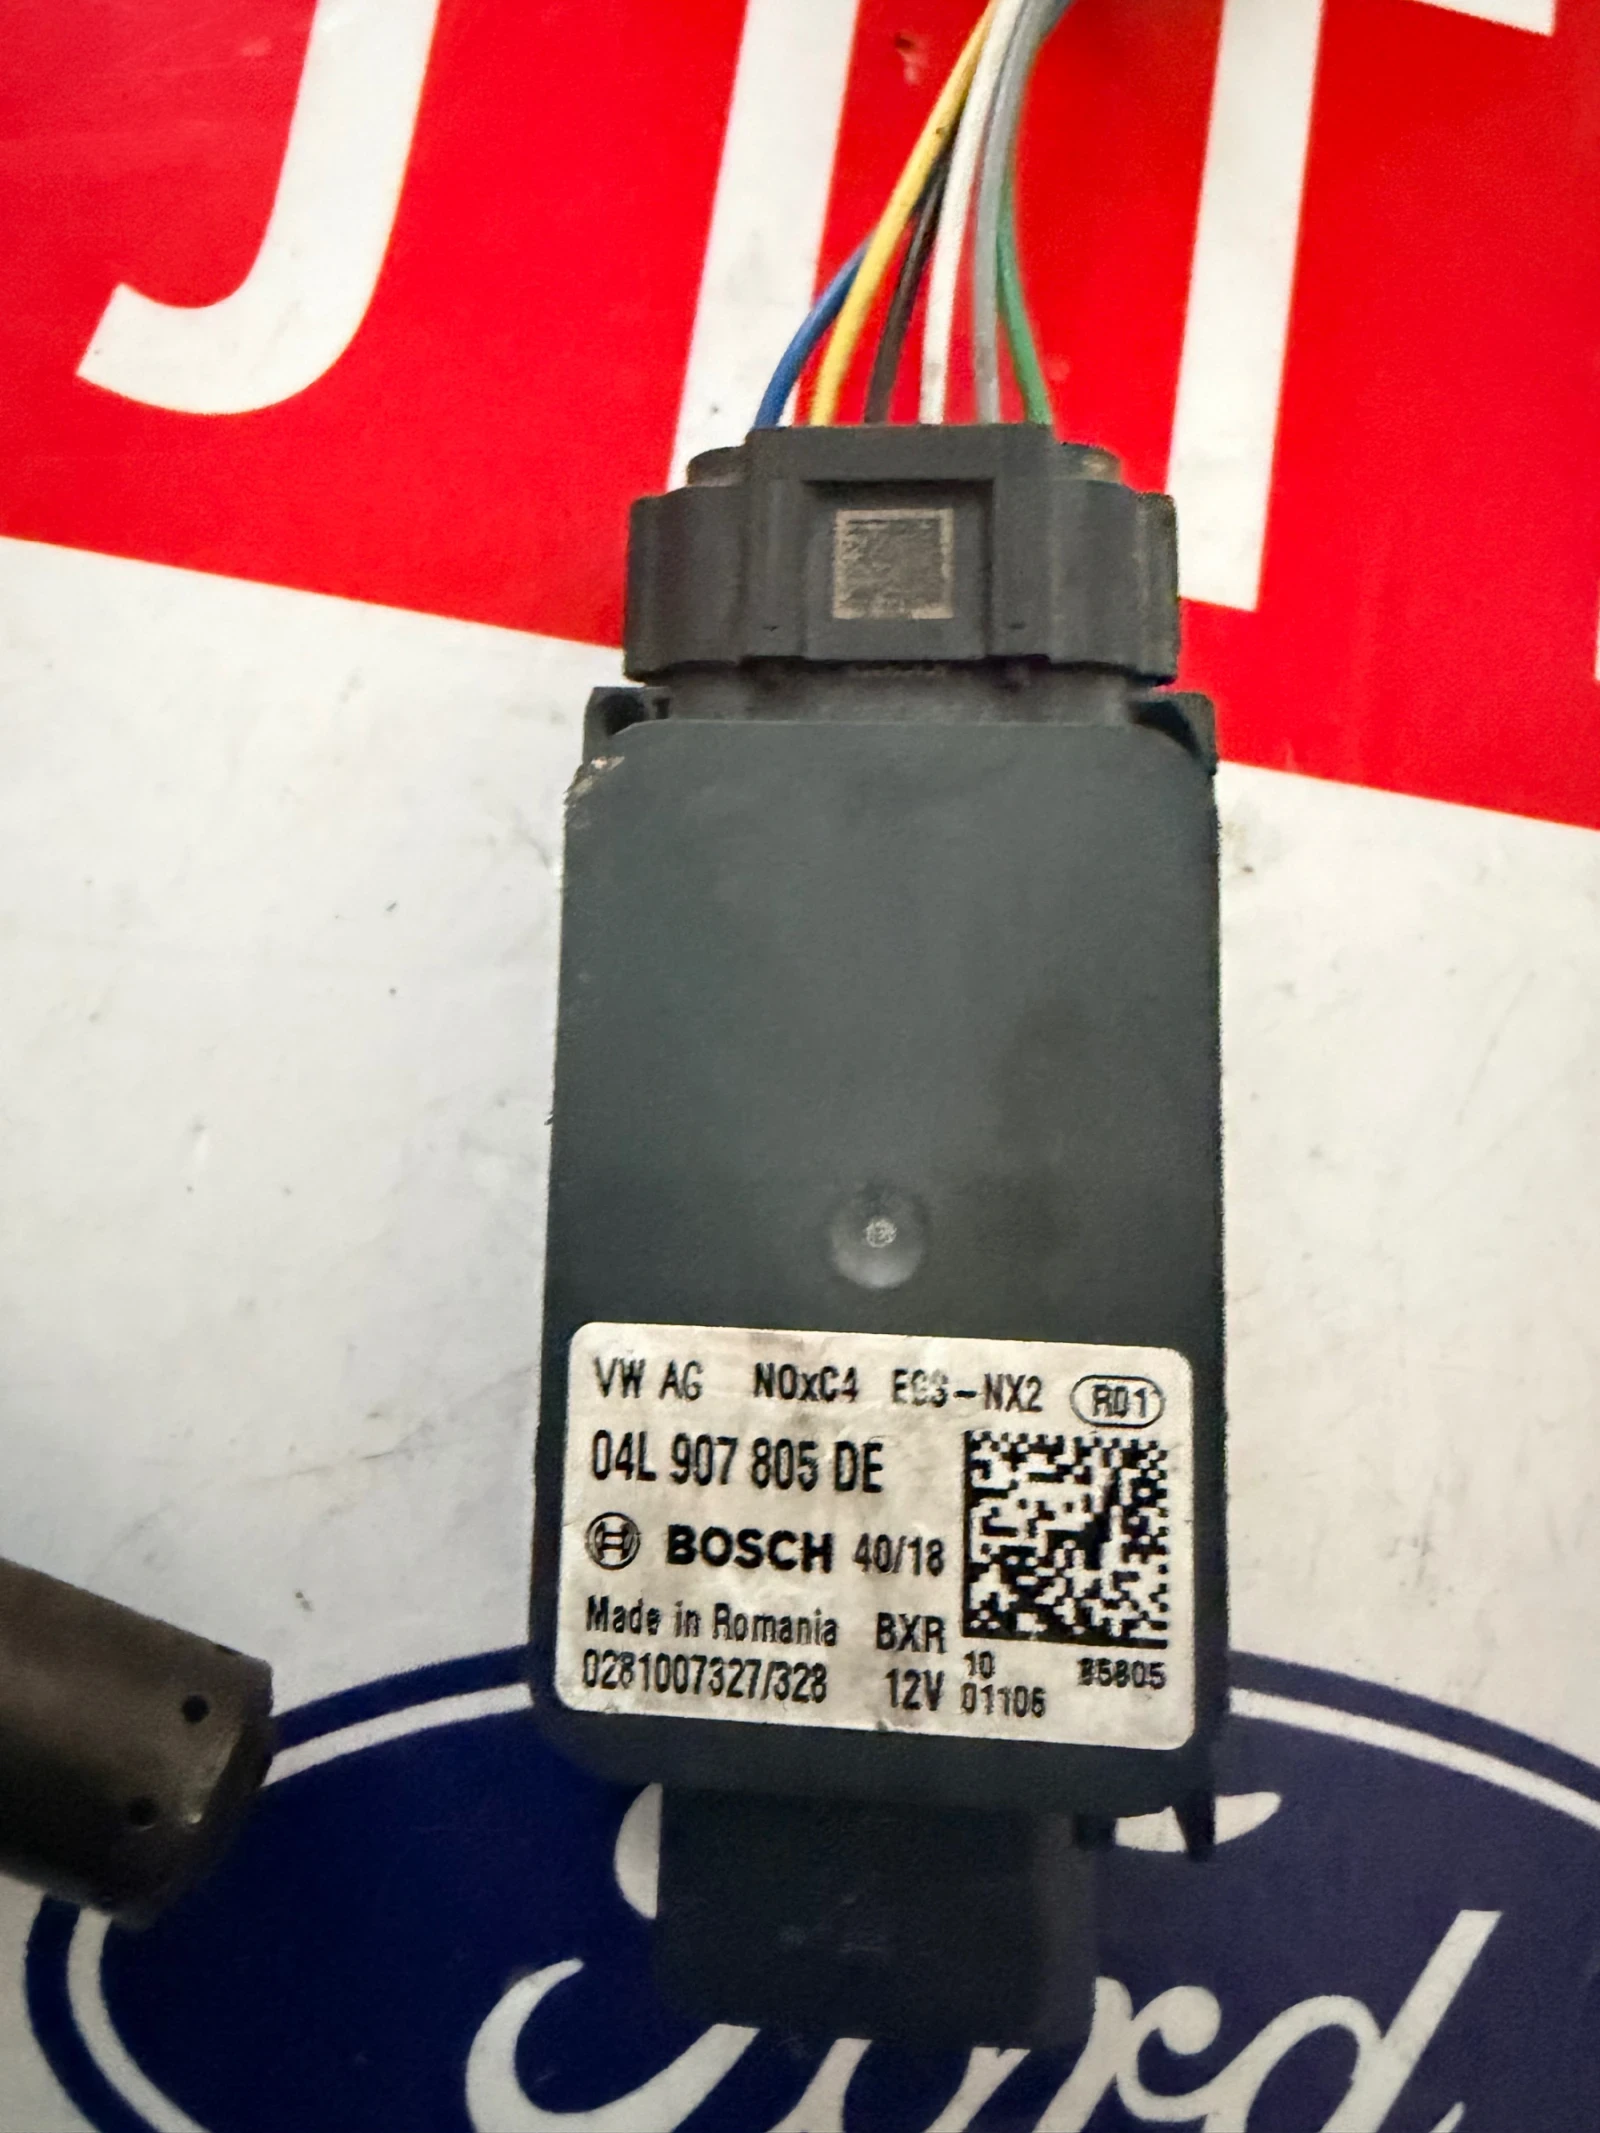 VW AG NOxC4 EGS-NX2 R01
04L 907 805 DE
BOSCH 40/18
Made in Romania BXR
0281007327/328 12V
10 85805
01106
Ford